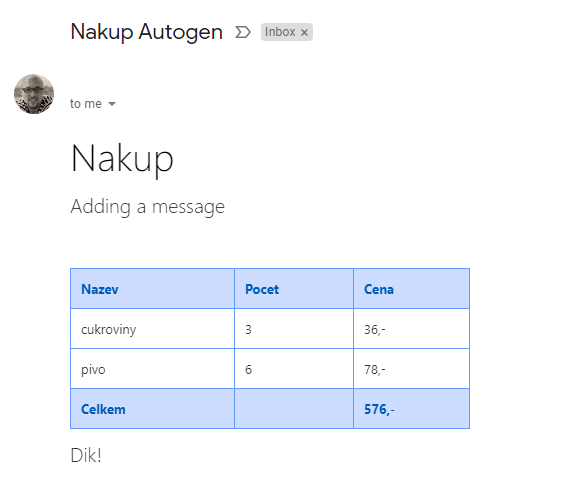 Nakup Autogen Inbox ×
to me
Nakup
Adding a message
Nazev Pocet Cena
cukroviny 3 36,-
pivo 6 78,-
Celkem 576,-
Dik!